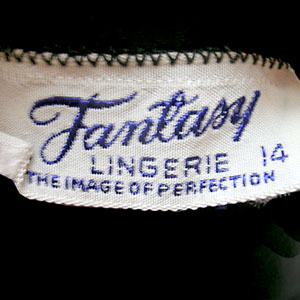 Fantasy
LINGERIE 14
THE IMAGE OF PERFECTION